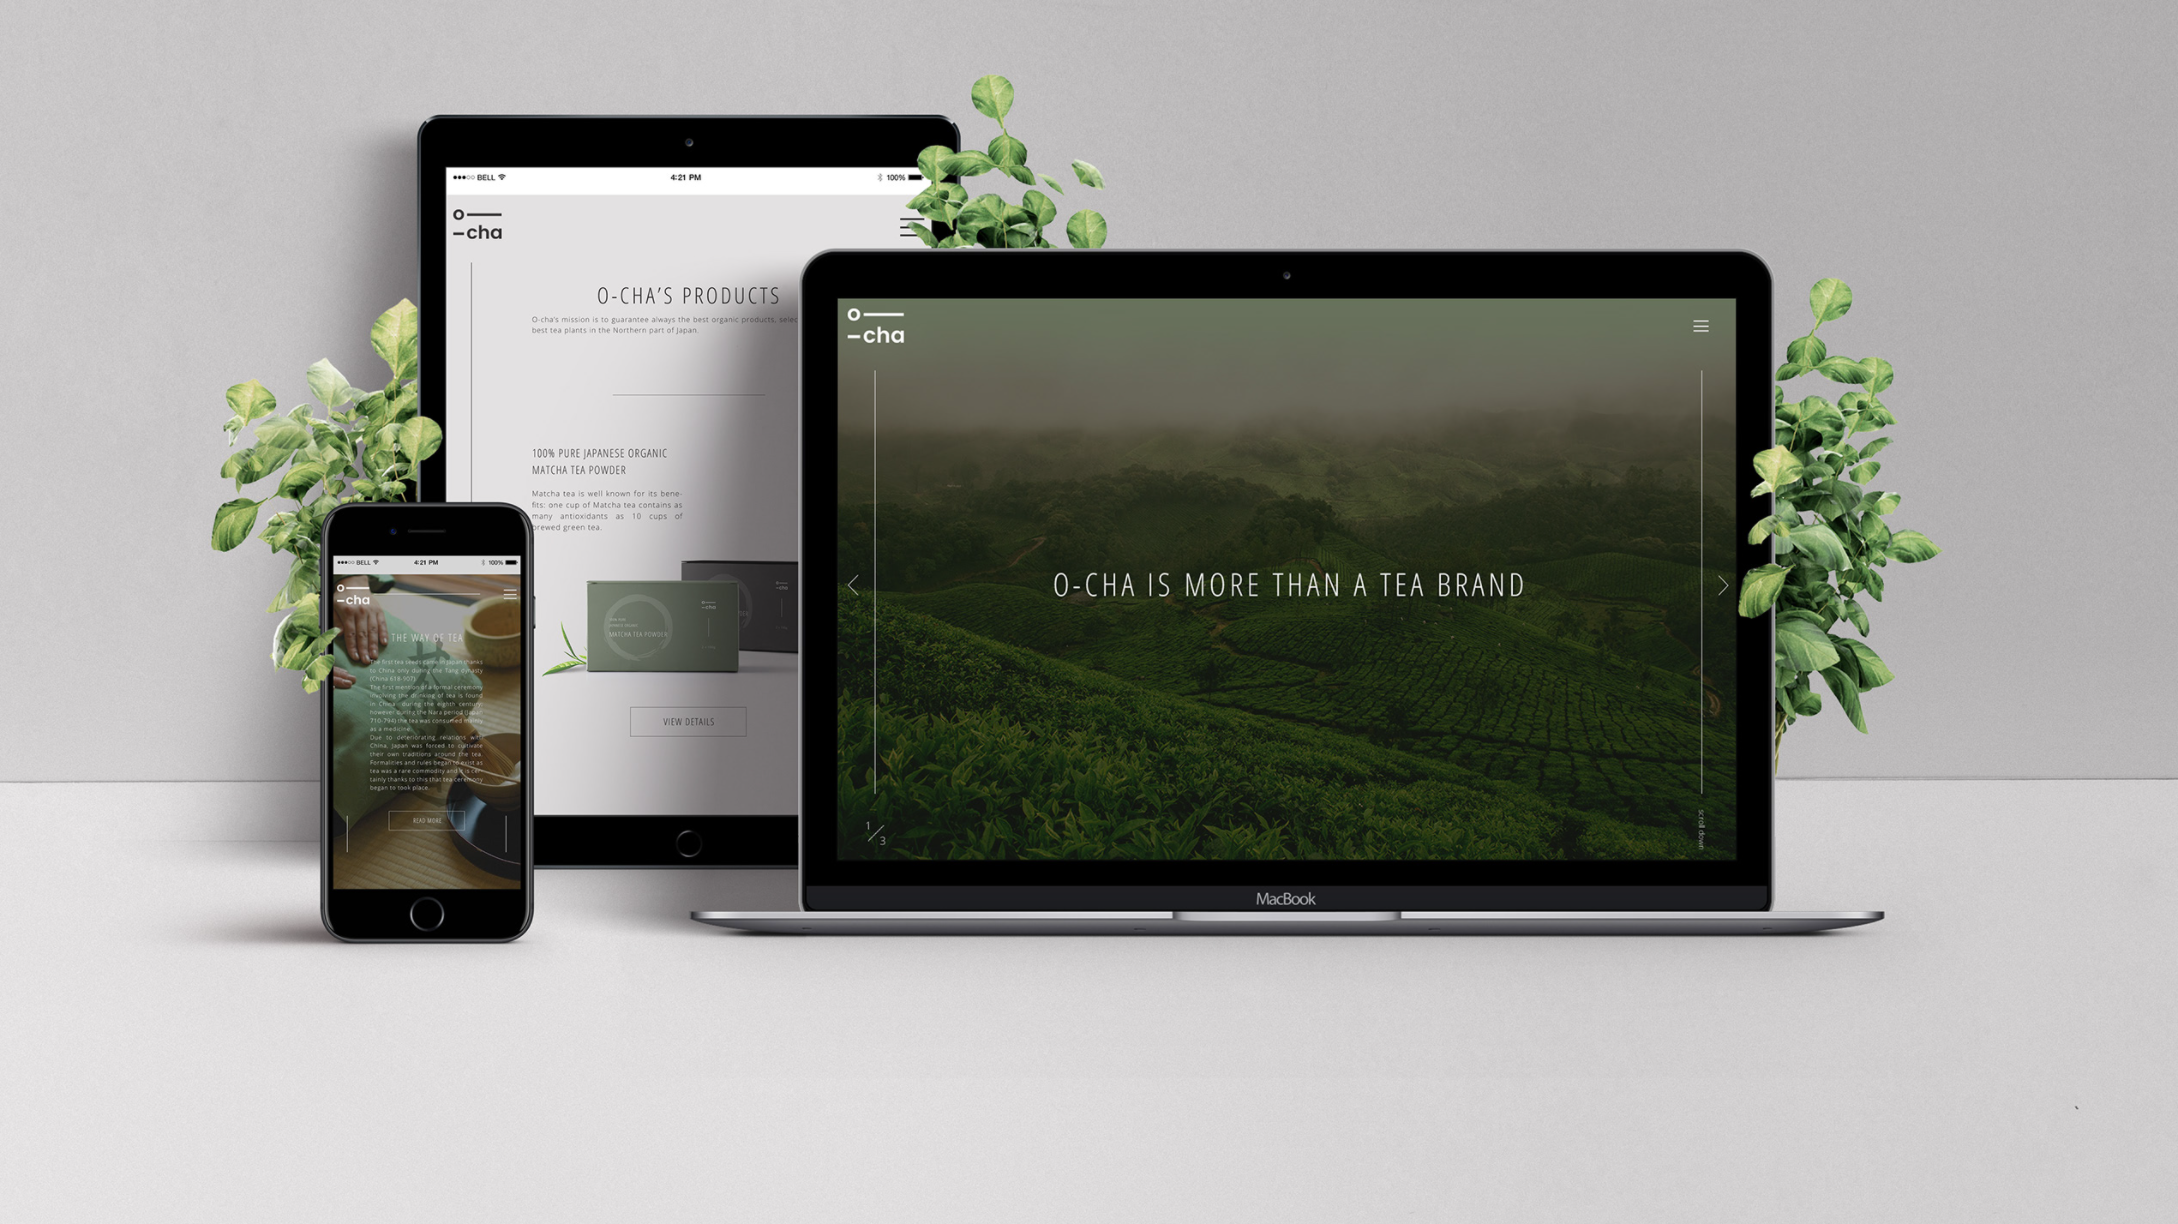 ●●●○○ BELL
4:21 PM
100%
o
cha
O-CHA'S PRODUCTS
O-cha's mission is to guarantee always the best organic products,
best tea plants in the Northern part of Japan.
100% PURE JAPANESE ORGANIC
MATCHA TEA POWDER
Matcha tea is well known for its bene-
fits: one cup of Matcha tea contains as
many antioxidants as 10 cups of
brewed green tea.
o
cha
MATCHA TEA POWDER
VIEW DETAILS
●●●○○ BELL
4:21 PM
100%
o
cha
THE WAY OF TEA
The first tea seeds came in Japan thanks
to China only during the Tang dynasty
(China 618-907).
The first mention of a formal ceremony
involving the drinking of tea is found
in China during the eighth century:
however during the Nara period (Japan
710-794) the tea was consumed mainly
as a medicine.
Due to deteriorating relations with
China, Japan was forced to cultivate
their own traditions around the tea.
Formalities and rules began to exist as
tea was a rare commodity and it is cer-
tainly thanks to this that tea ceremony
began to took place.
READ MORE
o
cha
O-CHA IS MORE THAN A TEA BRAND
1/3
scroll down
MacBook